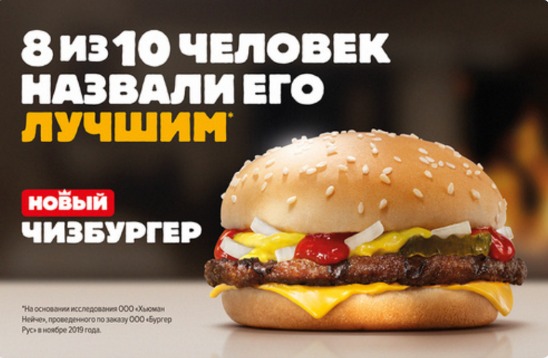 8 ИЗ 10 ЧЕЛОВЕК
НАЗВАЛИ ЕГО
ЛУЧШИМ*
НОВЫЙ
ЧИЗБУРГЕР
*На основании исследования ООО «Хьюман
Нейче», проведенного по заказу ООО «Бургер
Рус» в ноябре 2019 года.